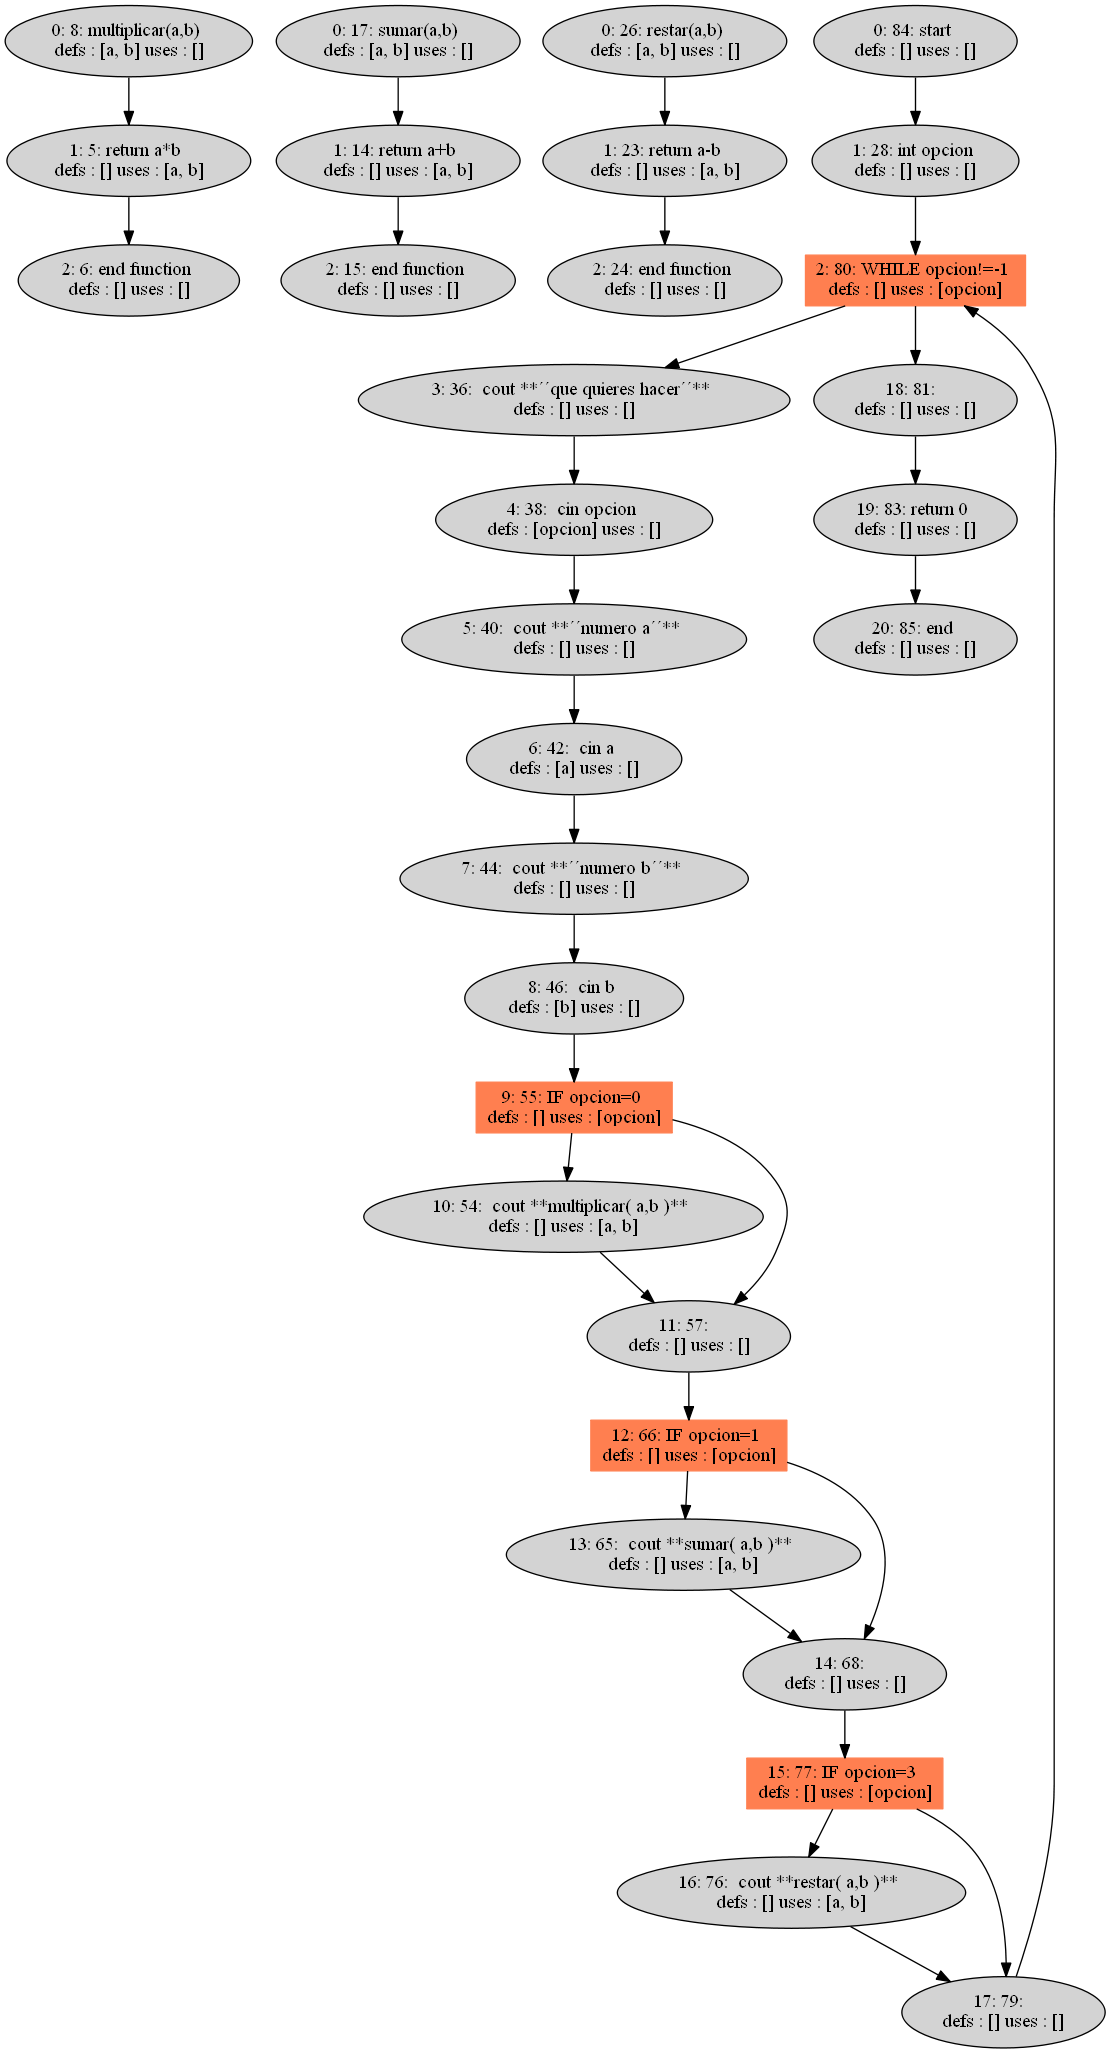 0: 8: multiplicar(a,b)
defs : [a, b] uses : []
0: 17: sumar(a,b)
defs : [a, b] uses : []
0: 26: restar(a,b)
defs : [a, b] uses : []
0: 84: start
defs : [] uses : []
1: 5: return a*b
defs : [] uses : [a, b]
1: 14: return a+b
defs : [] uses : [a, b]
1: 23: return a-b
defs : [] uses : [a, b]
1: 28: int opcion
defs : [] uses : []
2: 6: end function
defs : [] uses : []
2: 15: end function
defs : [] uses : []
2: 24: end function
defs : [] uses : []
2: 80: WHILE opcion!=-1
defs : [] uses : [opcion]
3: 36:  cout **´´que quieres hacer´´**
defs : [] uses : []
18: 81:
defs : [] uses : []
4: 38:  cin opcion
defs : [opcion] uses : []
19: 83: return 0
defs : [] uses : []
5: 40:  cout **´´numero a´´**
defs : [] uses : []
20: 85: end
defs : [] uses : []
6: 42:  cin a
defs : [a] uses : []
7: 44:  cout **´´numero b´´**
defs : [] uses : []
8: 46:  cin b
defs : [b] uses : []
9: 55: IF opcion=0
defs : [] uses : [opcion]
10: 54:  cout **multiplicar( a,b )**
defs : [] uses : [a, b]
11: 57:
defs : [] uses : []
12: 66: IF opcion=1
defs : [] uses : [opcion]
13: 65:  cout **sumar( a,b )**
defs : [] uses : [a, b]
14: 68:
defs : [] uses : []
15: 77: IF opcion=3
defs : [] uses : [opcion]
16: 76:  cout **restar( a,b )**
defs : [] uses : [a, b]
17: 79:
defs : [] uses : []